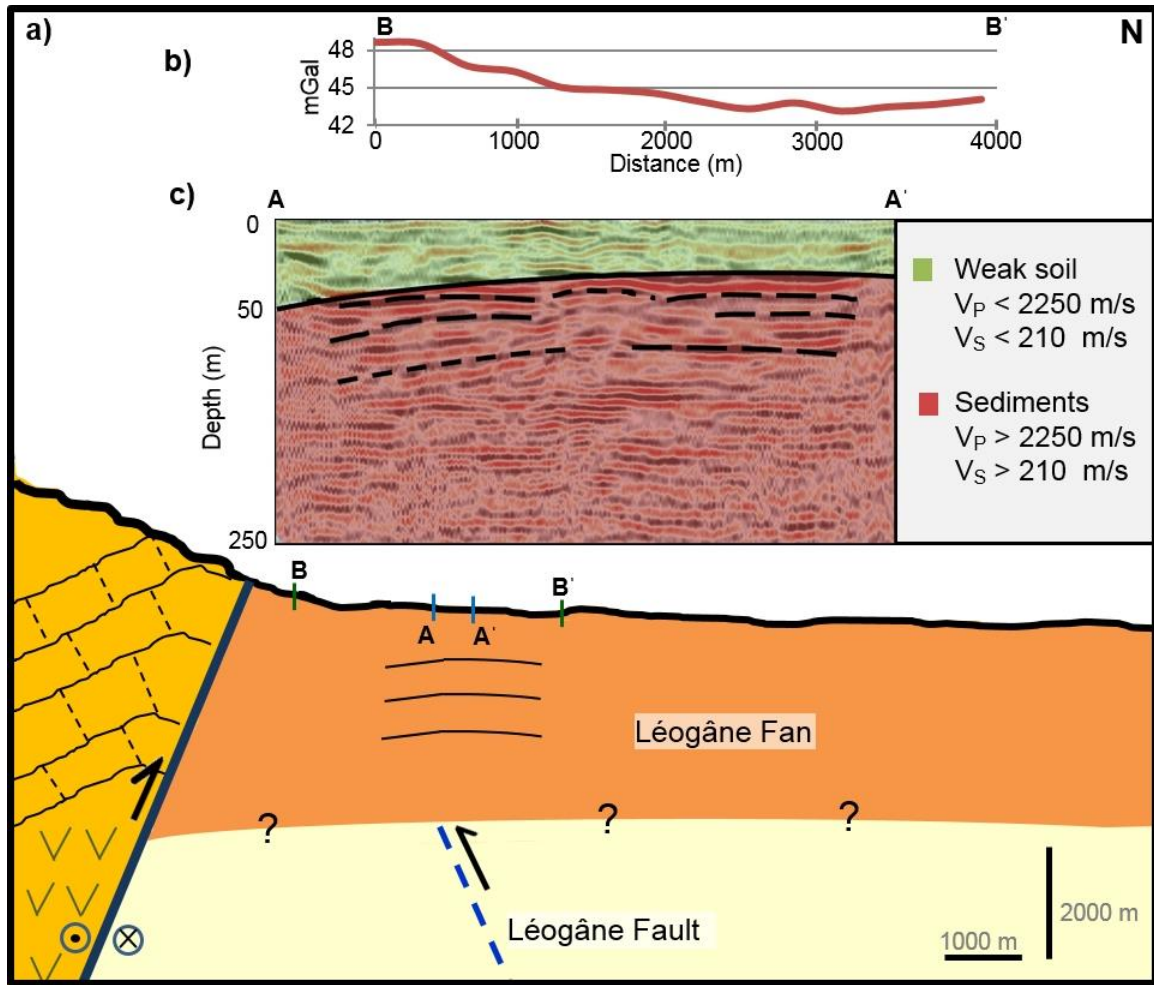 a)
N
b)
B
B'
mGal
48
45
42
0
1000
2000
3000
4000
Distance (m)
c)
A
A'
Depth (m)
0
50
250
Weak soil
VP < 2250 m/s
VS < 210 m/s
Sediments
VP > 2250 m/s
VS > 210 m/s
B
A
A'
B'
Léogâne Fan
?
?
?
Léogâne Fault
1000 m
2000 m